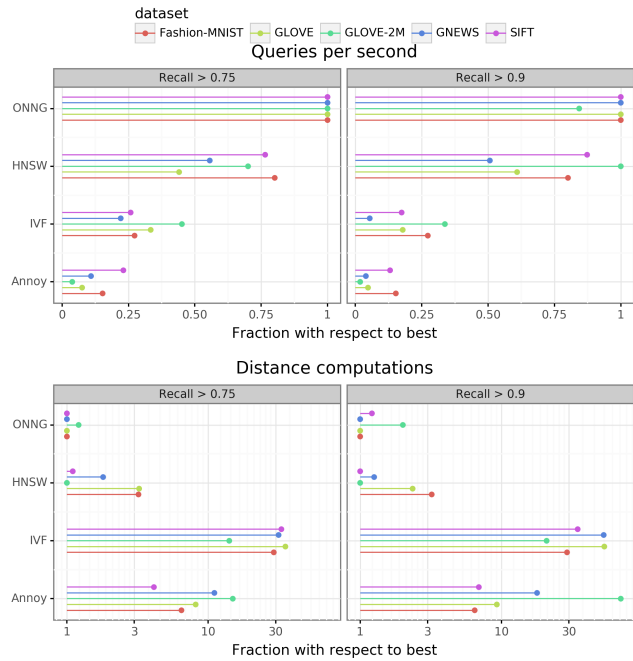 dataset
Fashion-MNIST GLOVE GLOVE-2M GNEWS SIFT
Queries per second
Recall > 0.75 Recall > 0.9
ONNG
HNSW
IVF
Annoy
0 0.25 0.50 0.75 1 0 0.25 0.50 0.75 1
Fraction with respect to best
Distance computations
Recall > 0.75 Recall > 0.9
ONNG
HNSW
IVF
Annoy
1 3 10 30 1 3 10 30
Fraction with respect to best